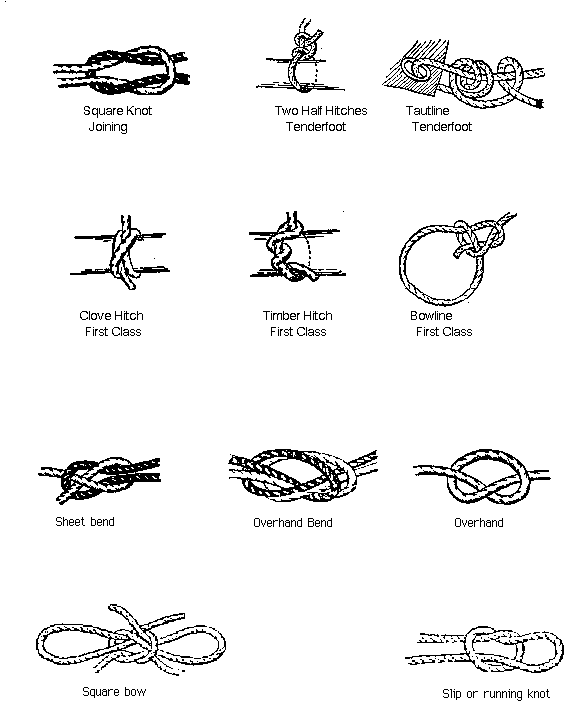 Square Knot
Joining
Two Half Hitches
Tenderfoot
Tautline
Tenderfoot
Clove Hitch
First Class
Timber Hitch
First Class
Bowline
First Class
Sheet bend
Overhand Bend
Overhand
Square bow
Slip or running knot